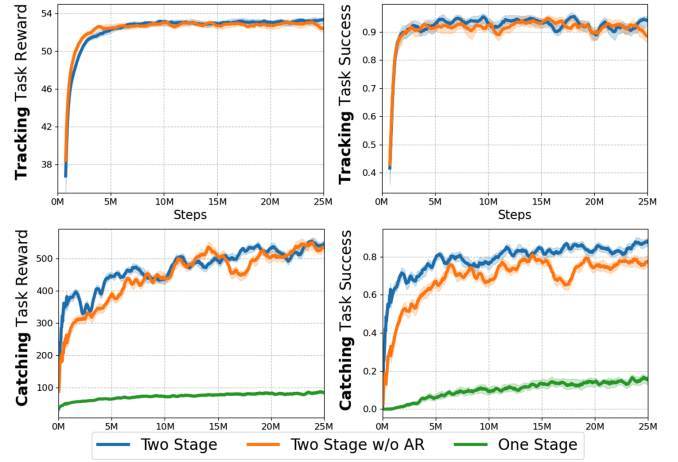 Tracking Task Reward
54
50
46
42
38
0M 5M 10M 15M 20M 25M
Steps
Tracking Task Success
0.9
0.8
0.7
0.6
0.5
0.4
0M 5M 10M 15M 20M 25M
Steps
Catching Task Reward
500
400
300
200
100
0M 5M 10M 15M 20M 25M
Catching Task Success
0.8
0.6
0.4
0.2
0.0
0M 5M 10M 15M 20M 25M
Two Stage Two Stage w/o AR One Stage